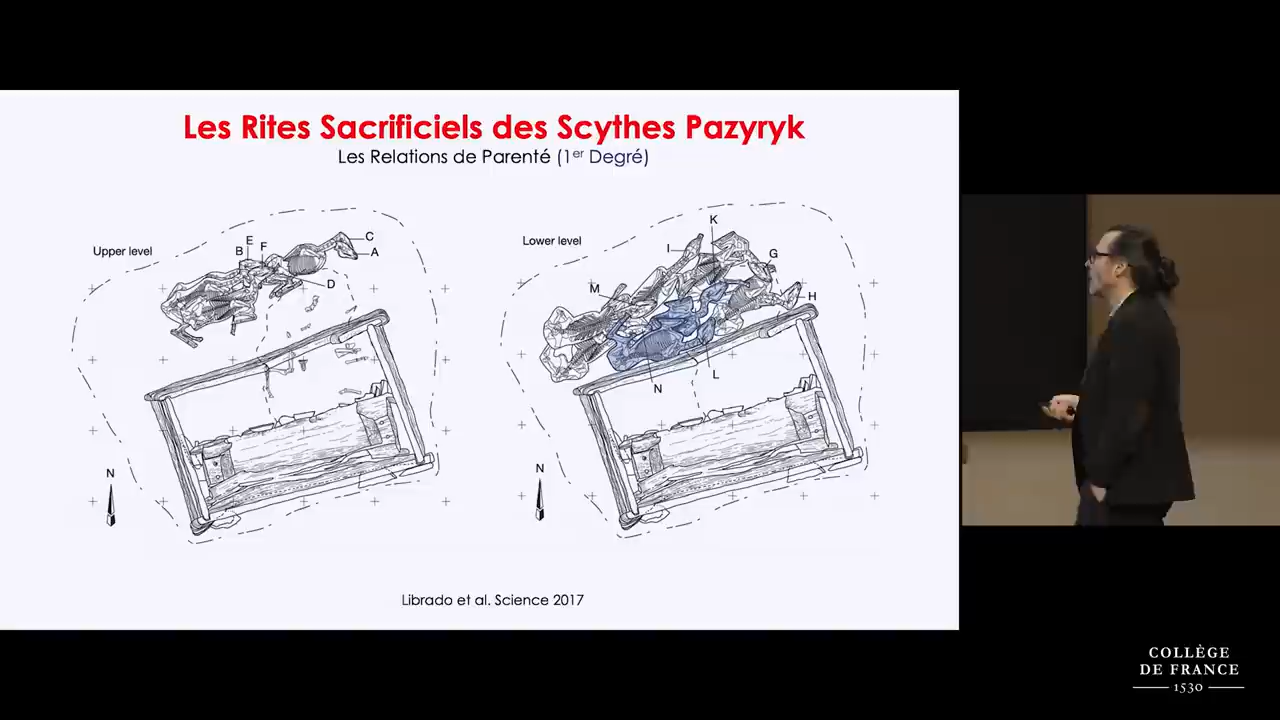 Les Rites Sacrificiels des Scythes Pazyryk
Les Relations de Parenté (1er Degré)
Upper level
B
E
F
C
A
D
N
Lower level
K
I
G
M
H
L
N
N
Librado et al. Science 2017
COLLÈGE
DE FRANCE
1530